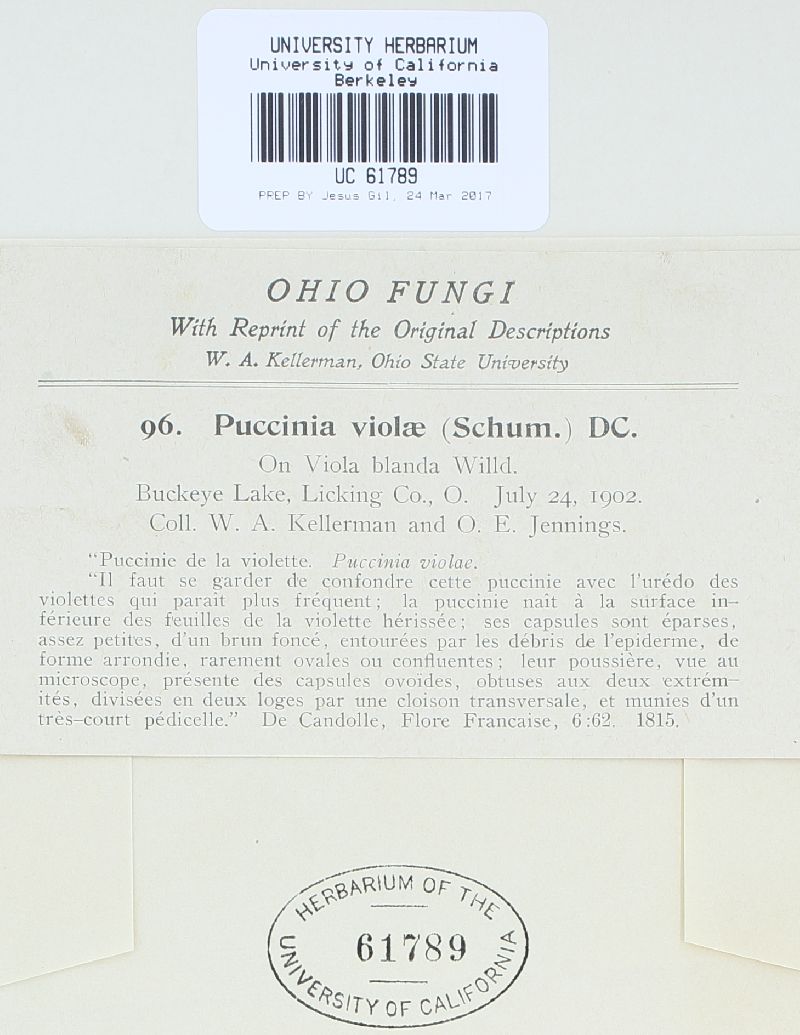 UNIVERSITY HERBARIUM
University of California
Berkeley
UC 61789
PREP BY Jesus Gil, 24 Mar 2017
OHIO FUNGI
With Reprint of the Original Descriptions
W. A. Kellerman, Ohio State University
96. Puccinia violæ (Schum.) DC.
On Viola blanda Willd.
Buckeye Lake, Licking Co., O. July 24, 1902.
Coll. W. A. Kellerman and O. E. Jennings.
“Puccinie de la violette. Puccinia violae.
“Il faut se garder de confondre cette puccinie avec l'urédo des
violettes qui parait plus fréquent; la puccinie nait à la surface in-
férieure des feuilles de la violette hérissée; ses capsules sont éparses,
assez petites, d'un brun foncé, entourées par les débris de l'epiderme, de
forme arrondie, rarement ovales ou confluentes; leur poussière, vue au
microscope, présente des capsules ovoïdes, obtuses aux deux extrém-
ités, divisées en deux loges par une cloison transversale, et munies d'un
très-court pédicelle.” De Candolle, Flore Francaise, 6:62. 1815.
HERBARIUM OF THE
61789
UNIVERSITY OF CALIFORNIA